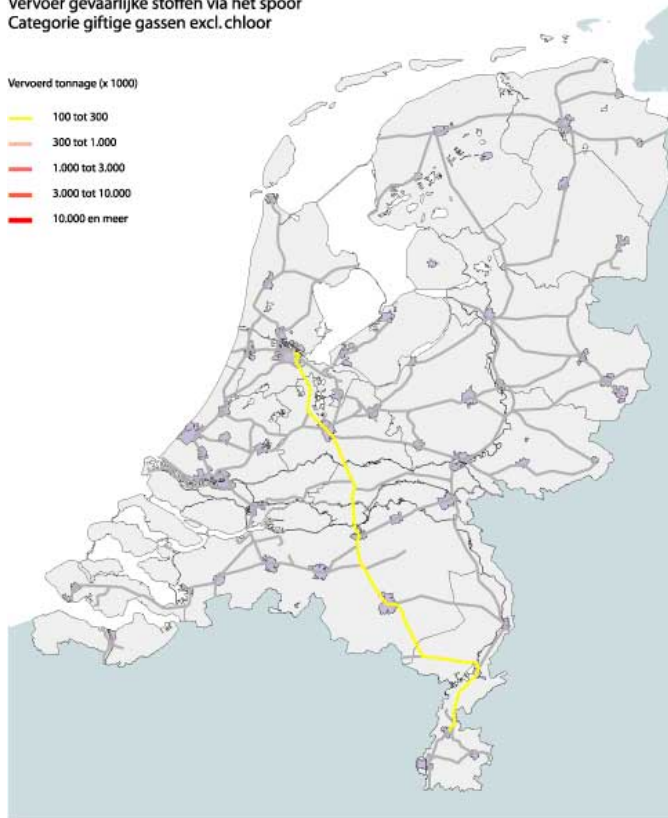 Vervoer gevaarlijke stoffen via het spoor
Categorie giftige gassen excl. chloor
Vervoerd tonnage (x 1000)
100 tot 300
300 tot 1.000
1.000 tot 3.000
3.000 tot 10.000
10.000 en meer